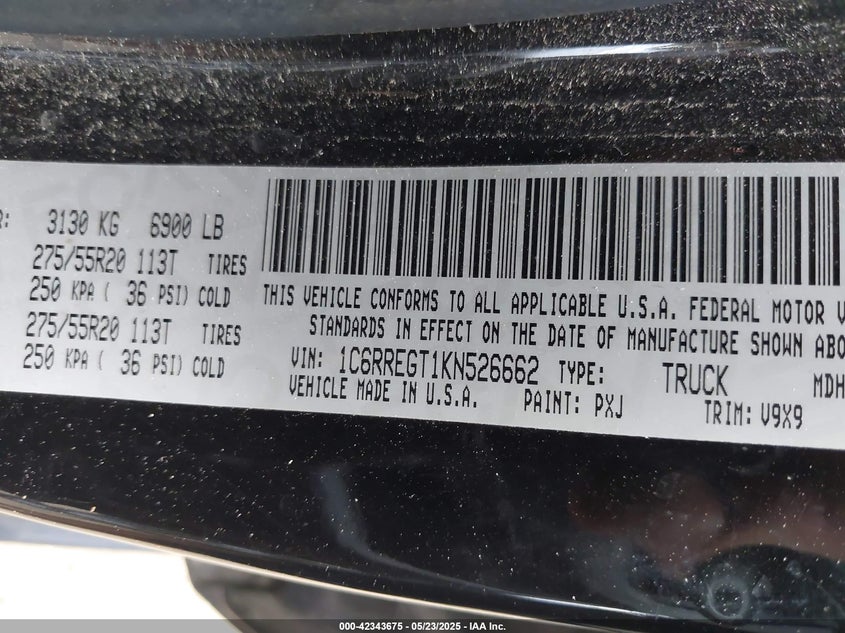 R: 3130 KG 6900 LB
275/55R20 113T TIRES
250 KPA ( 36 PSI) COLD
275/55R20 113T TIRES
250 KPA ( 36 PSI) COLD
THIS VEHICLE CONFORMS TO ALL APPLICABLE U.S.A. FEDERAL MOTOR V
STANDARDS IN EFFECT ON THE DATE OF MANUFACTURE SHOWN ABO
VIN: 1C6RREGT1KN526662 TYPE: TRUCK MDH
VEHICLE MADE IN U.S.A. PAINT: PXJ TRIM: V9X9
000-42343675 - 05/23/2025 - IAA Inc.